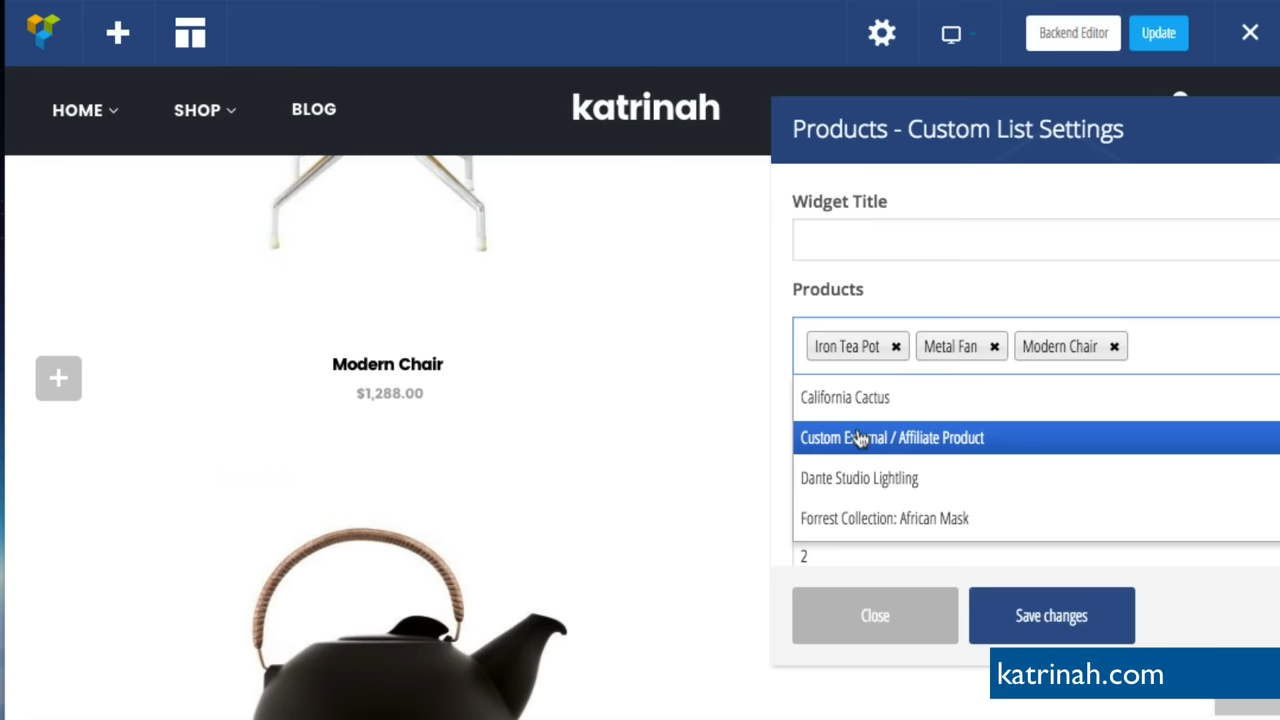 Backend Editor
Update
HOME
SHOP
BLOG
katrinah
Products - Custom List Settings
Widget Title
Products
Iron Tea Pot
Metal Fan
Modern Chair
California Cactus
Custom External / Affiliate Product
Dante Studio Lightling
Forrest Collection: African Mask
2
Modern Chair
$1,288.00
Close
Save changes
katrinah.com